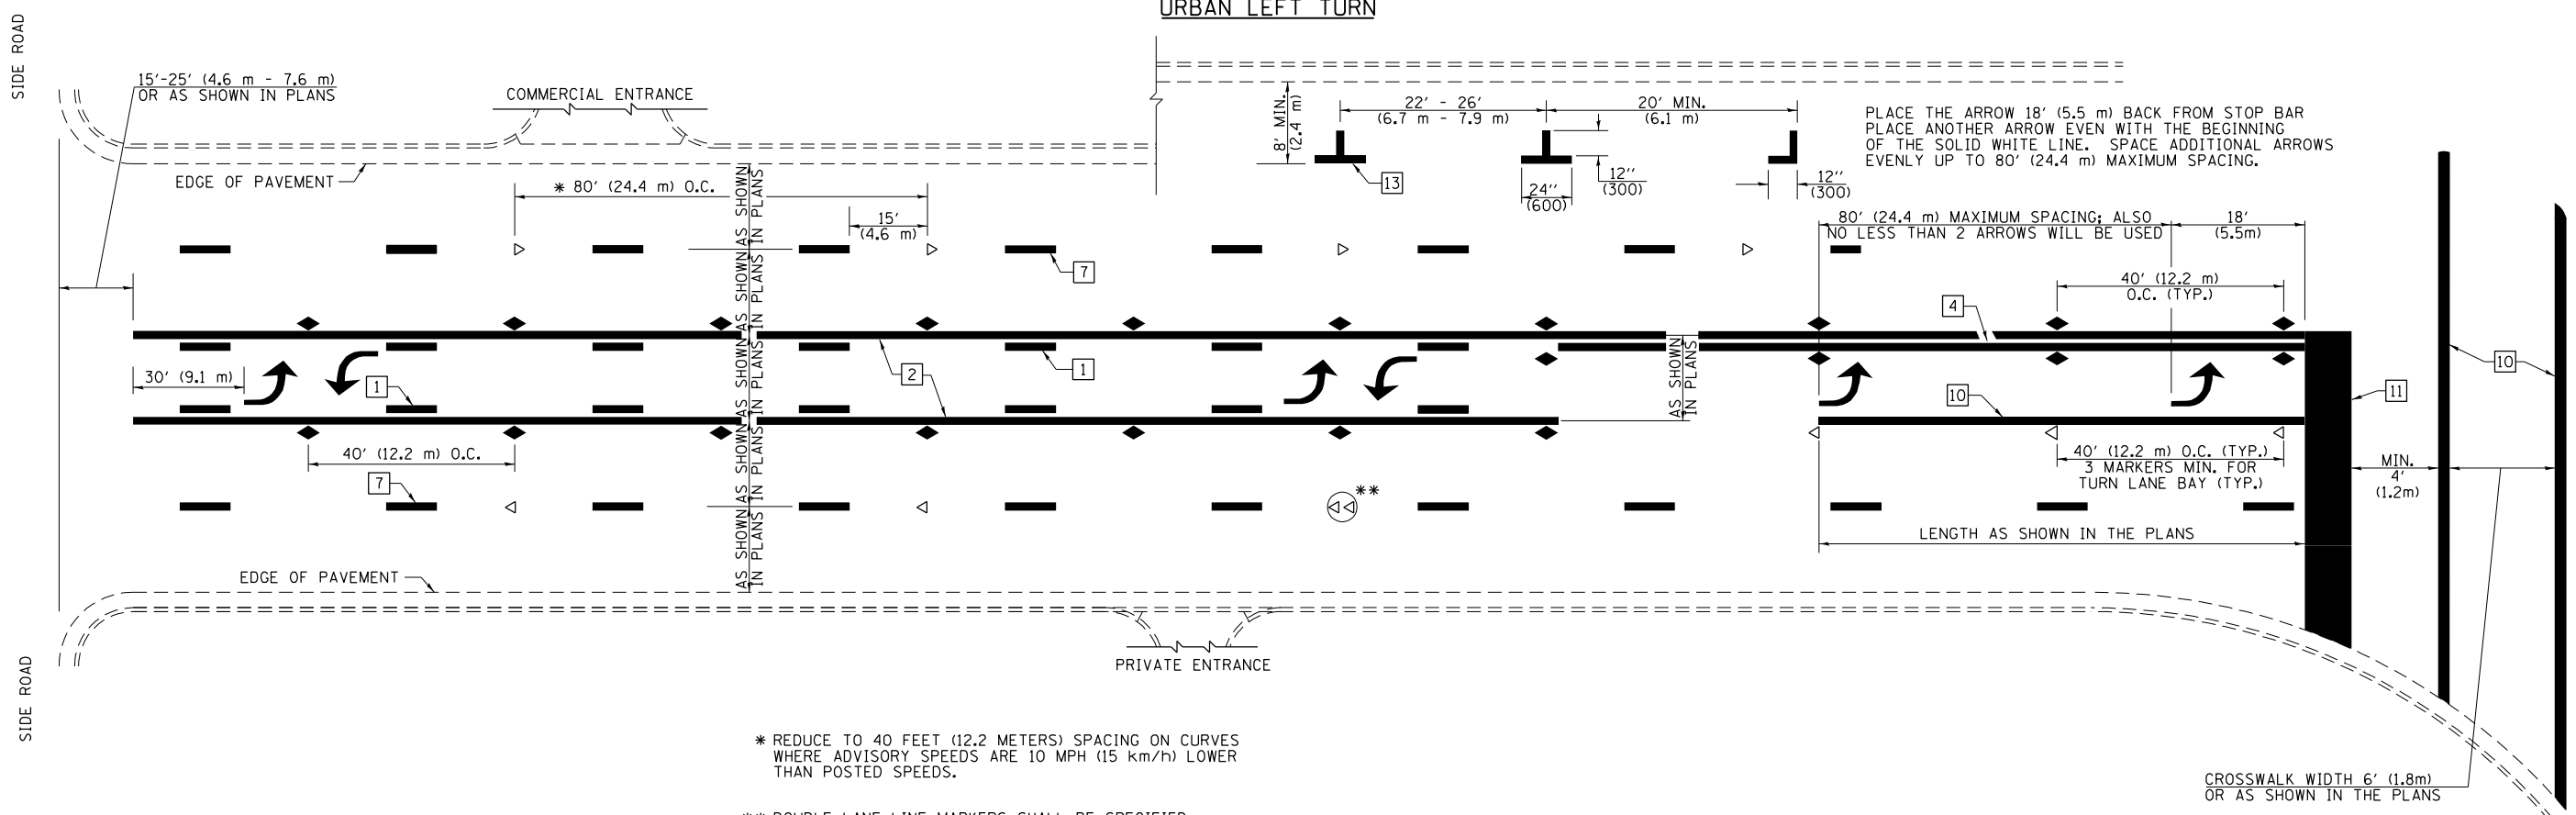 URBAN LEFT TURN
SIDE ROAD
15'-25' (4.6 m - 7.6 m)
OR AS SHOWN IN PLANS
COMMERCIAL ENTRANCE
EDGE OF PAVEMENT
* 80' (24.4 m) O.C.
15'
(4.6 m)
8' MIN.
(2.4 m)
22' - 26'
(6.7 m - 7.9 m)
20' MIN.
(6.1 m)
13
24''
(600)
12''
(300)
12''
(300)
PLACE THE ARROW 18' (5.5 m) BACK FROM STOP BAR
PLACE ANOTHER ARROW EVEN WITH THE BEGINNING
OF THE SOLID WHITE LINE. SPACE ADDITIONAL ARROWS
EVENLY UP TO 80' (24.4 m) MAXIMUM SPACING.
80' (24.4 m) MAXIMUM SPACING; ALSO
NO LESS THAN 2 ARROWS WILL BE USED
18'
(5.5m)
7
40' (12.2 m)
O.C. (TYP.)
4
AS SHOWN
IN PLANS
AS SHOWN
IN PLANS
AS SHOWN
IN PLANS
AS SHOWN
IN PLANS
AS SHOWN
IN PLANS
30' (9.1 m)
1
2
1
AS SHOWN
IN PLANS
10
11
10
40' (12.2 m) O.C.
7
**
40' (12.2 m) O.C. (TYP.)
3 MARKERS MIN. FOR
TURN LANE BAY (TYP.)
MIN.
4'
(1.2m)
LENGTH AS SHOWN IN THE PLANS
EDGE OF PAVEMENT
SIDE ROAD
PRIVATE ENTRANCE
* REDUCE TO 40 FEET (12.2 METERS) SPACING ON CURVES
WHERE ADVISORY SPEEDS ARE 10 MPH (15 km/h) LOWER
THAN POSTED SPEEDS.
CROSSWALK WIDTH 6' (1.8m)
OR AS SHOWN IN THE PLANS
** DOUBLE LANE LINE MARKERS SHALL BE SPECIFIED